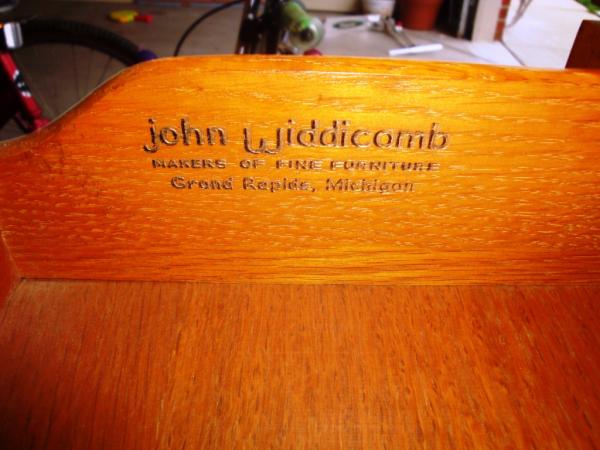 john Widdicomb
MAKERS OF FINE FURNITURE
Grand Rapids, Michigan